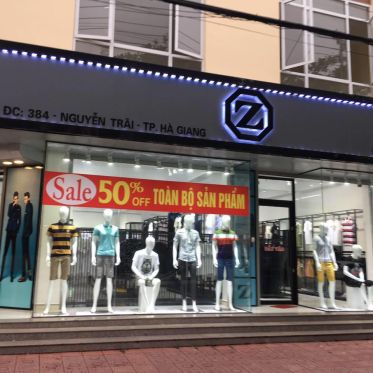 Z
ĐC: 384 - NGUYỄN TRÃI - TP. HÀ GIANG
Sale 50% OFF TOÀN BỘ SẢN PHẨM
Z